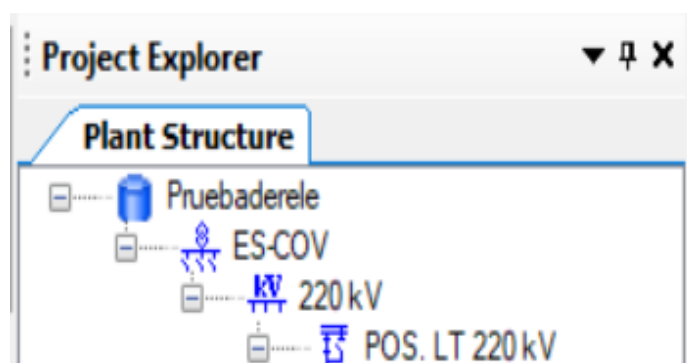 Project Explorer
Plant Structure
Pruebaderele
ES-COV
kV 220 kV
POS. LT 220 kV